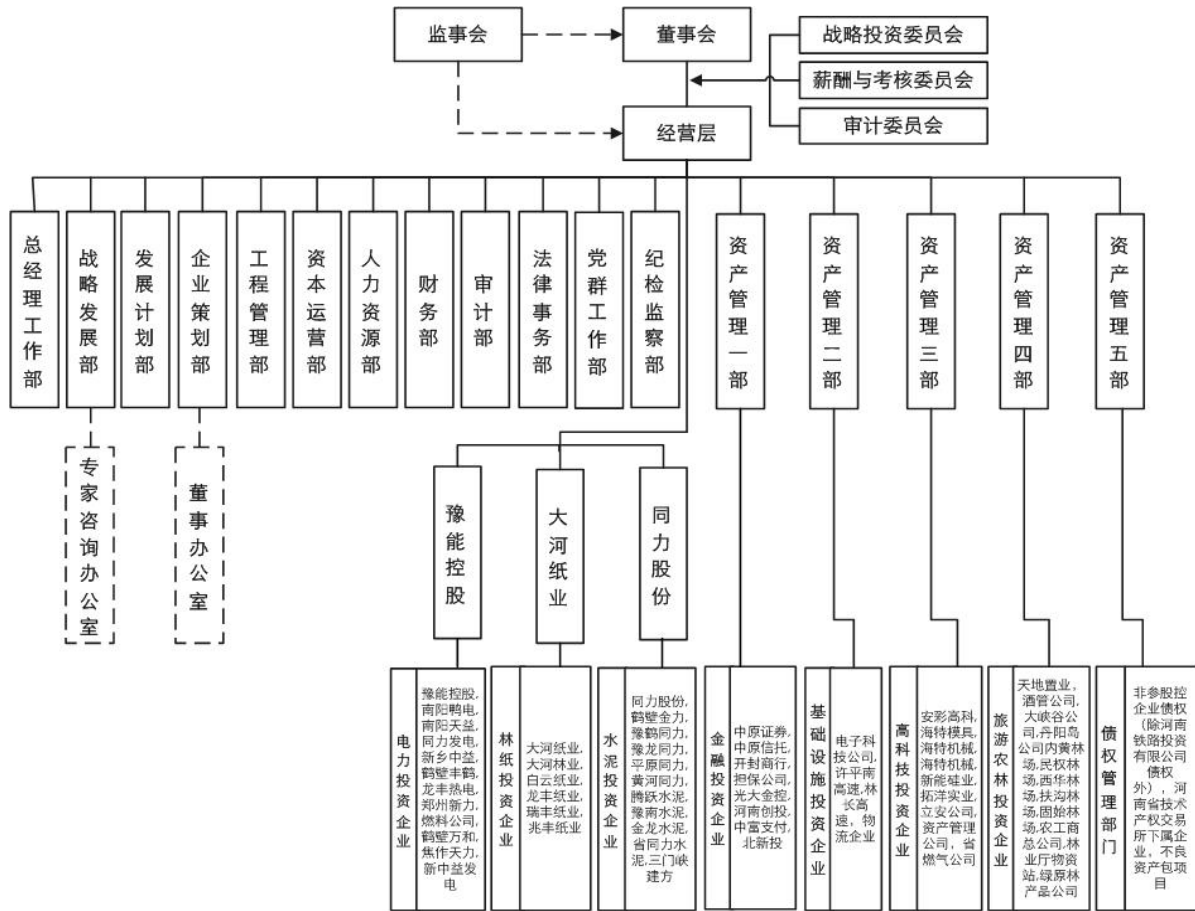 监事会
董事会
战略投资委员会
薪酬与考核委员会
审计委员会
经营层
总经理工作部
战略发展部
发展计划部
企业策划部
工程管理部
资本运营部
人力资源部
财务部
审计部
法律事务部
党群工作部
纪检监察部
资产管理一部
资产管理二部
资产管理三部
资产管理四部
资产管理五部
专家咨询办公室
董事办公室
豫能控股
大河纸业
同力股份
电力投资企业
豫能控股,
南阳鸭电,
南阳天益,
同力发电,
新乡中益,
鹤壁丰鹤,
龙丰热电,
郑州新力,
燃料公司,
鹤壁万和,
焦作天力,
新中益发
电
林纸投资企业
大河纸业,
大河林业,
白云纸业,
龙丰纸业,
瑞丰纸业,
兆丰纸业
水泥投资企业
同力股份,
鹤壁金力,
豫鹤同力,
豫龙同力,
平原同力,
黄河同力,
腾跃水泥,
豫南水泥,
金龙水泥,
省同力水
泥,三门峡
建方
金融投资企业
中原证券,
中原信托,
开封商行,
担保公司,
光大金控,
河南创投,
中富支付,
北新投
基础设施投资企业
电子科
技公司,
许平南
高速,林
长高
速，物
流企业
高科技投资企业
安彩高科,
海特模具,
海特机械,
海特机械,
新能硅业,
拓洋实业,
立安公司,
资产管理
公司，省
燃气公司
旅游农林投资企业
天地置业，
酒管公司,
大峡谷公
司,丹阳岛
公司内黄林
场,民权林
场,西华林
场,扶沟林
场,固始林
场,农工商
总公司,林
业厅物资
站,绿原林
产品公司
债权管理部门
非参股控
企业债权
（除河南
铁路投资
有限公司
债权
外），河
南省技术
产权交易
所下属企
业，不良
资产包项
目